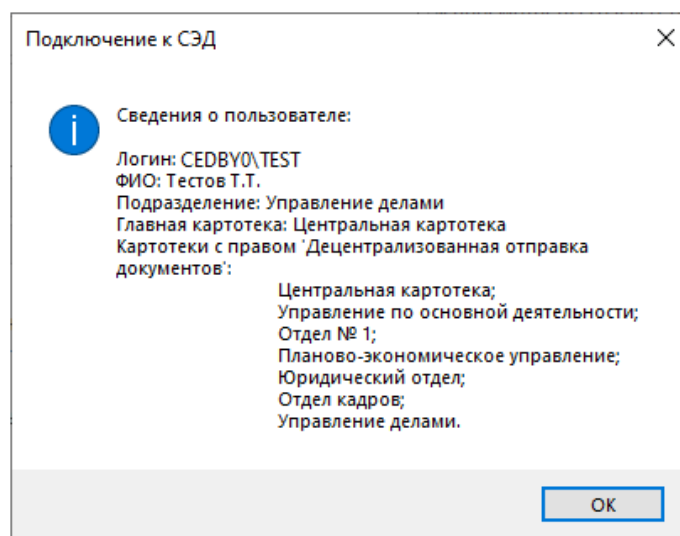 Подключение к СЭД
Сведения о пользователе:
Логин: CEDBY0\TEST
ФИО: Тестов Т.Т.
Подразделение: Управление делами
Главная картотека: Центральная картотека
Картотеки с правом 'Децентрализованная отправка
документов':
Центральная картотека;
Управление по основной деятельности;
Отдел № 1;
Планово-экономическое управление;
Юридический отдел;
Отдел кадров;
Управление делами.
ОК